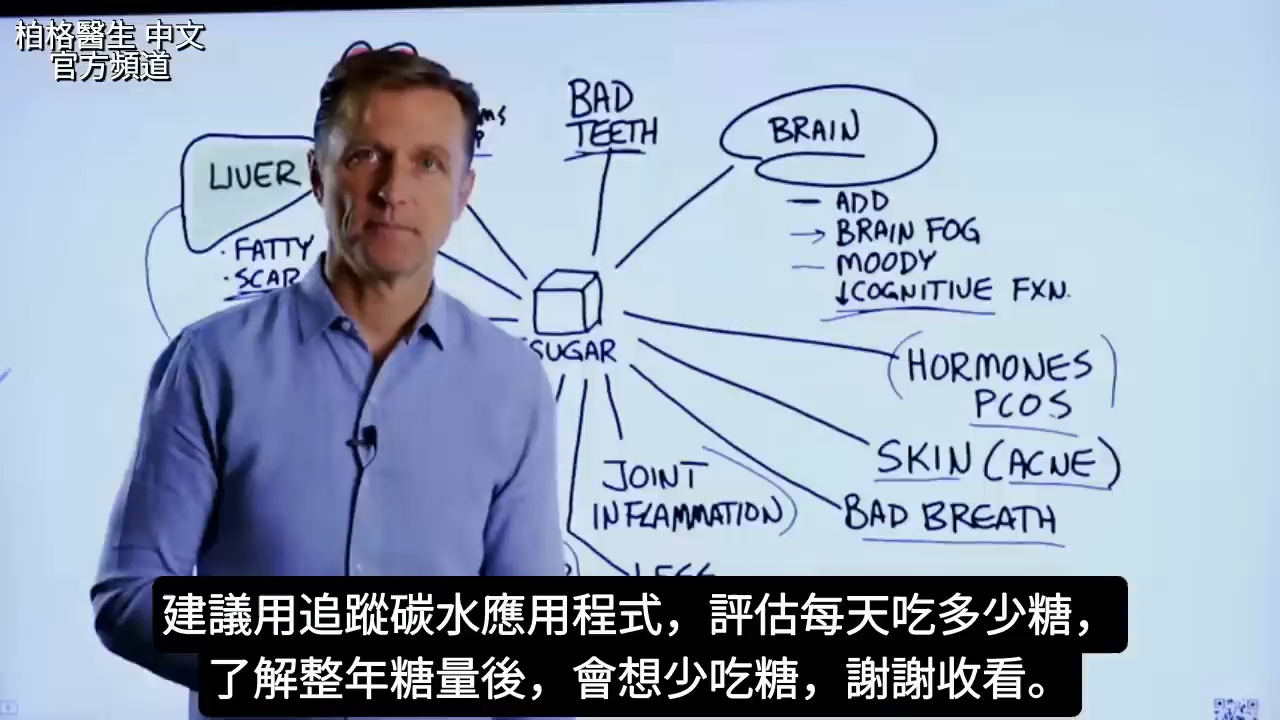 柏格醫生 中文
官方頻道
BAD
TEETH
BRAIN
LIVER
· FATTY
· SCAR
— ADD
→ BRAIN FOG
— MOODY
↓COGNITIVE FXN.
SUGAR
(HORMONES
PCOS)
SKIN (ACNE)
BAD BREATH
JOINT
INFLAMMATION)
建議用追蹤碳水應用程式，評估每天吃多少糖，
了解整年糖量後，會想少吃糖，謝謝收看。